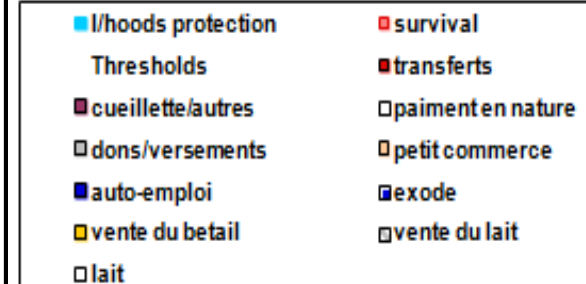 l/hoods protection survival
Thresholds transferts
cueillette/autres paiment en nature
dons/versements petit commerce
auto-emploi exode
vente du betail vente du lait
lait